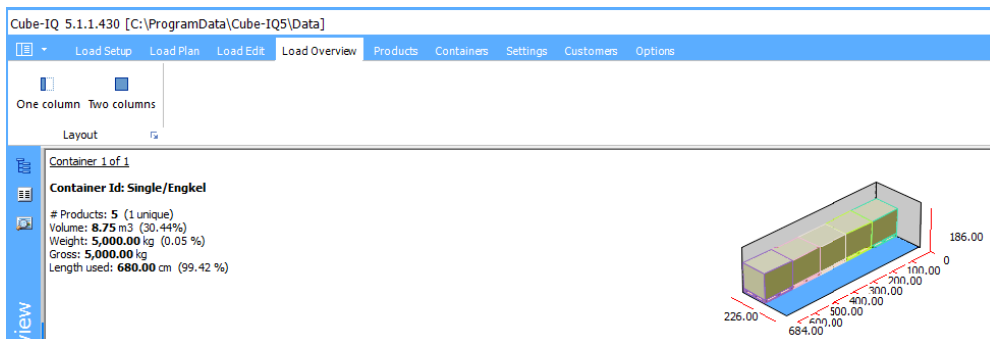 Cube-IQ 5.1.1.430 [C:\ProgramData\Cube-IQ5\Data]
Load Setup Load Plan Load Edit Load Overview Products Containers Settings Customers Options
One column Two columns
Layout
Container 1 of 1
Container Id: Single/Engkel
# Products: 5 (1 unique)
Volume: 8.75 m3 (30.44%)
Weight: 5,000.00 kg (0.05 %)
Gross: 5,000.00 kg
Length used: 680.00 cm (99.42 %)
186.00
0
100.00
200.00
300.00
400.00
500.00
600.00
684.00
226.00
view